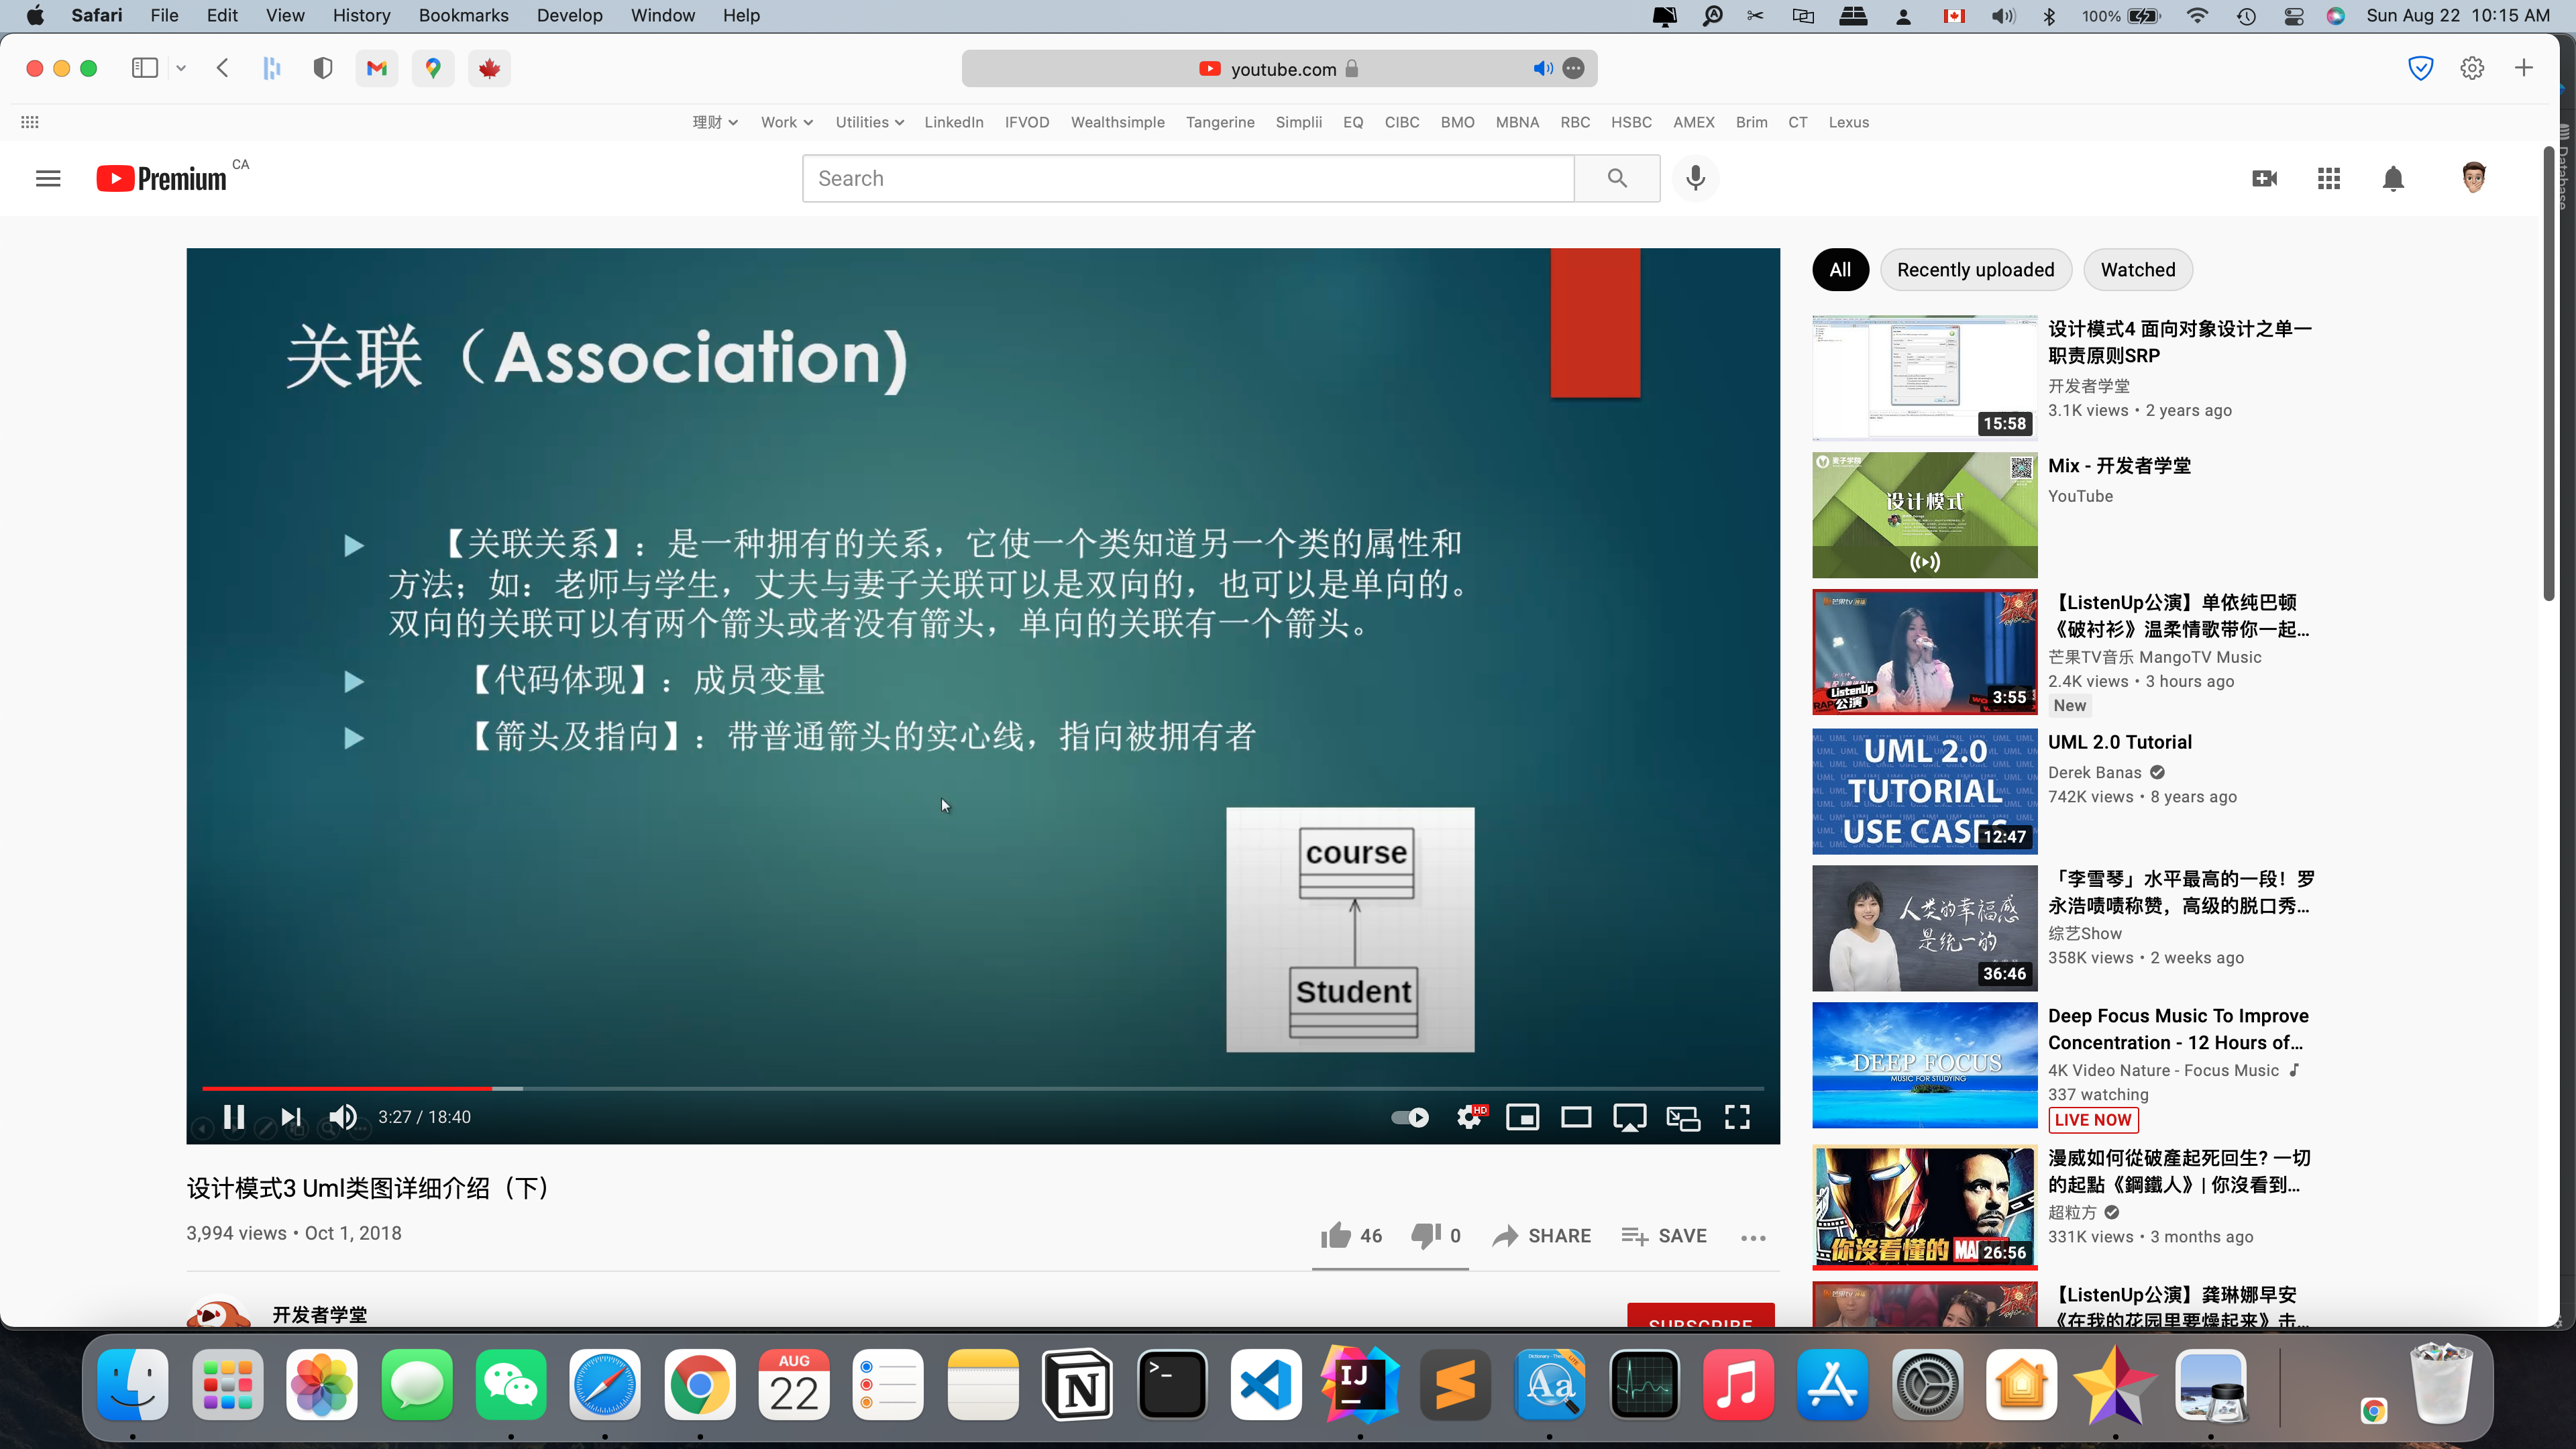 Safari File Edit View History Bookmarks Develop Window Help
100% Sun Aug 22 10:15 AM
youtube.com
理财 Work Utilities LinkedIn IFVOD Wealthsimple Tangerine Simplii EQ CIBC BMO MBNA RBC HSBC AMEX Brim CT Lexus
Database
Premium CA
Search
关联（Association)
【关联关系】：是一种拥有的关系，它使一个类知道另一个类的属性和
方法；如：老师与学生，丈夫与妻子关联可以是双向的，也可以是单向的。
双向的关联可以有两个箭头或者没有箭头，单向的关联有一个箭头。
【代码体现】：成员变量
【箭头及指向】：带普通箭头的实心线，指向被拥有者
course
Student
3:27 / 18:40
HD
设计模式3 Uml类图详细介绍（下）
3,994 views • Oct 1, 2018
46 0 SHARE SAVE
开发者学堂
SUBSCRIBE
All Recently uploaded Watched
15:58
设计模式4 面向对象设计之单一
职责原则SRP
开发者学堂
3.1K views • 2 years ago
麦子学院
设计模式
Mix - 开发者学堂
YouTube
芒果tv
ListenUp
公演
3:55
【ListenUp公演】单依纯巴顿
《破衬衫》温柔情歌带你一起...
芒果TV音乐 MangoTV Music
2.4K views • 3 hours ago
New
UML 2.0
TUTORIAL
USE CASES
12:47
UML 2.0 Tutorial
Derek Banas
742K views • 8 years ago
人类的幸福感
是统一的
36:46
「李雪琴」水平最高的一段！罗
永浩啧啧称赞，高级的脱口秀...
综艺Show
358K views • 2 weeks ago
DEEP FOCUS
MUSIC FOR STUDYING
Deep Focus Music To Improve
Concentration - 12 Hours of...
4K Video Nature - Focus Music
337 watching
LIVE NOW
你沒看懂的 MA
26:56
漫威如何從破產起死回生? 一切
的起點《鋼鐵人》| 你沒看到...
超粒方
331K views • 3 months ago
【ListenUp公演】龚琳娜早安
《在我的花园里要燥起来》击...
AUG
22
N
>_
IJ
Aa